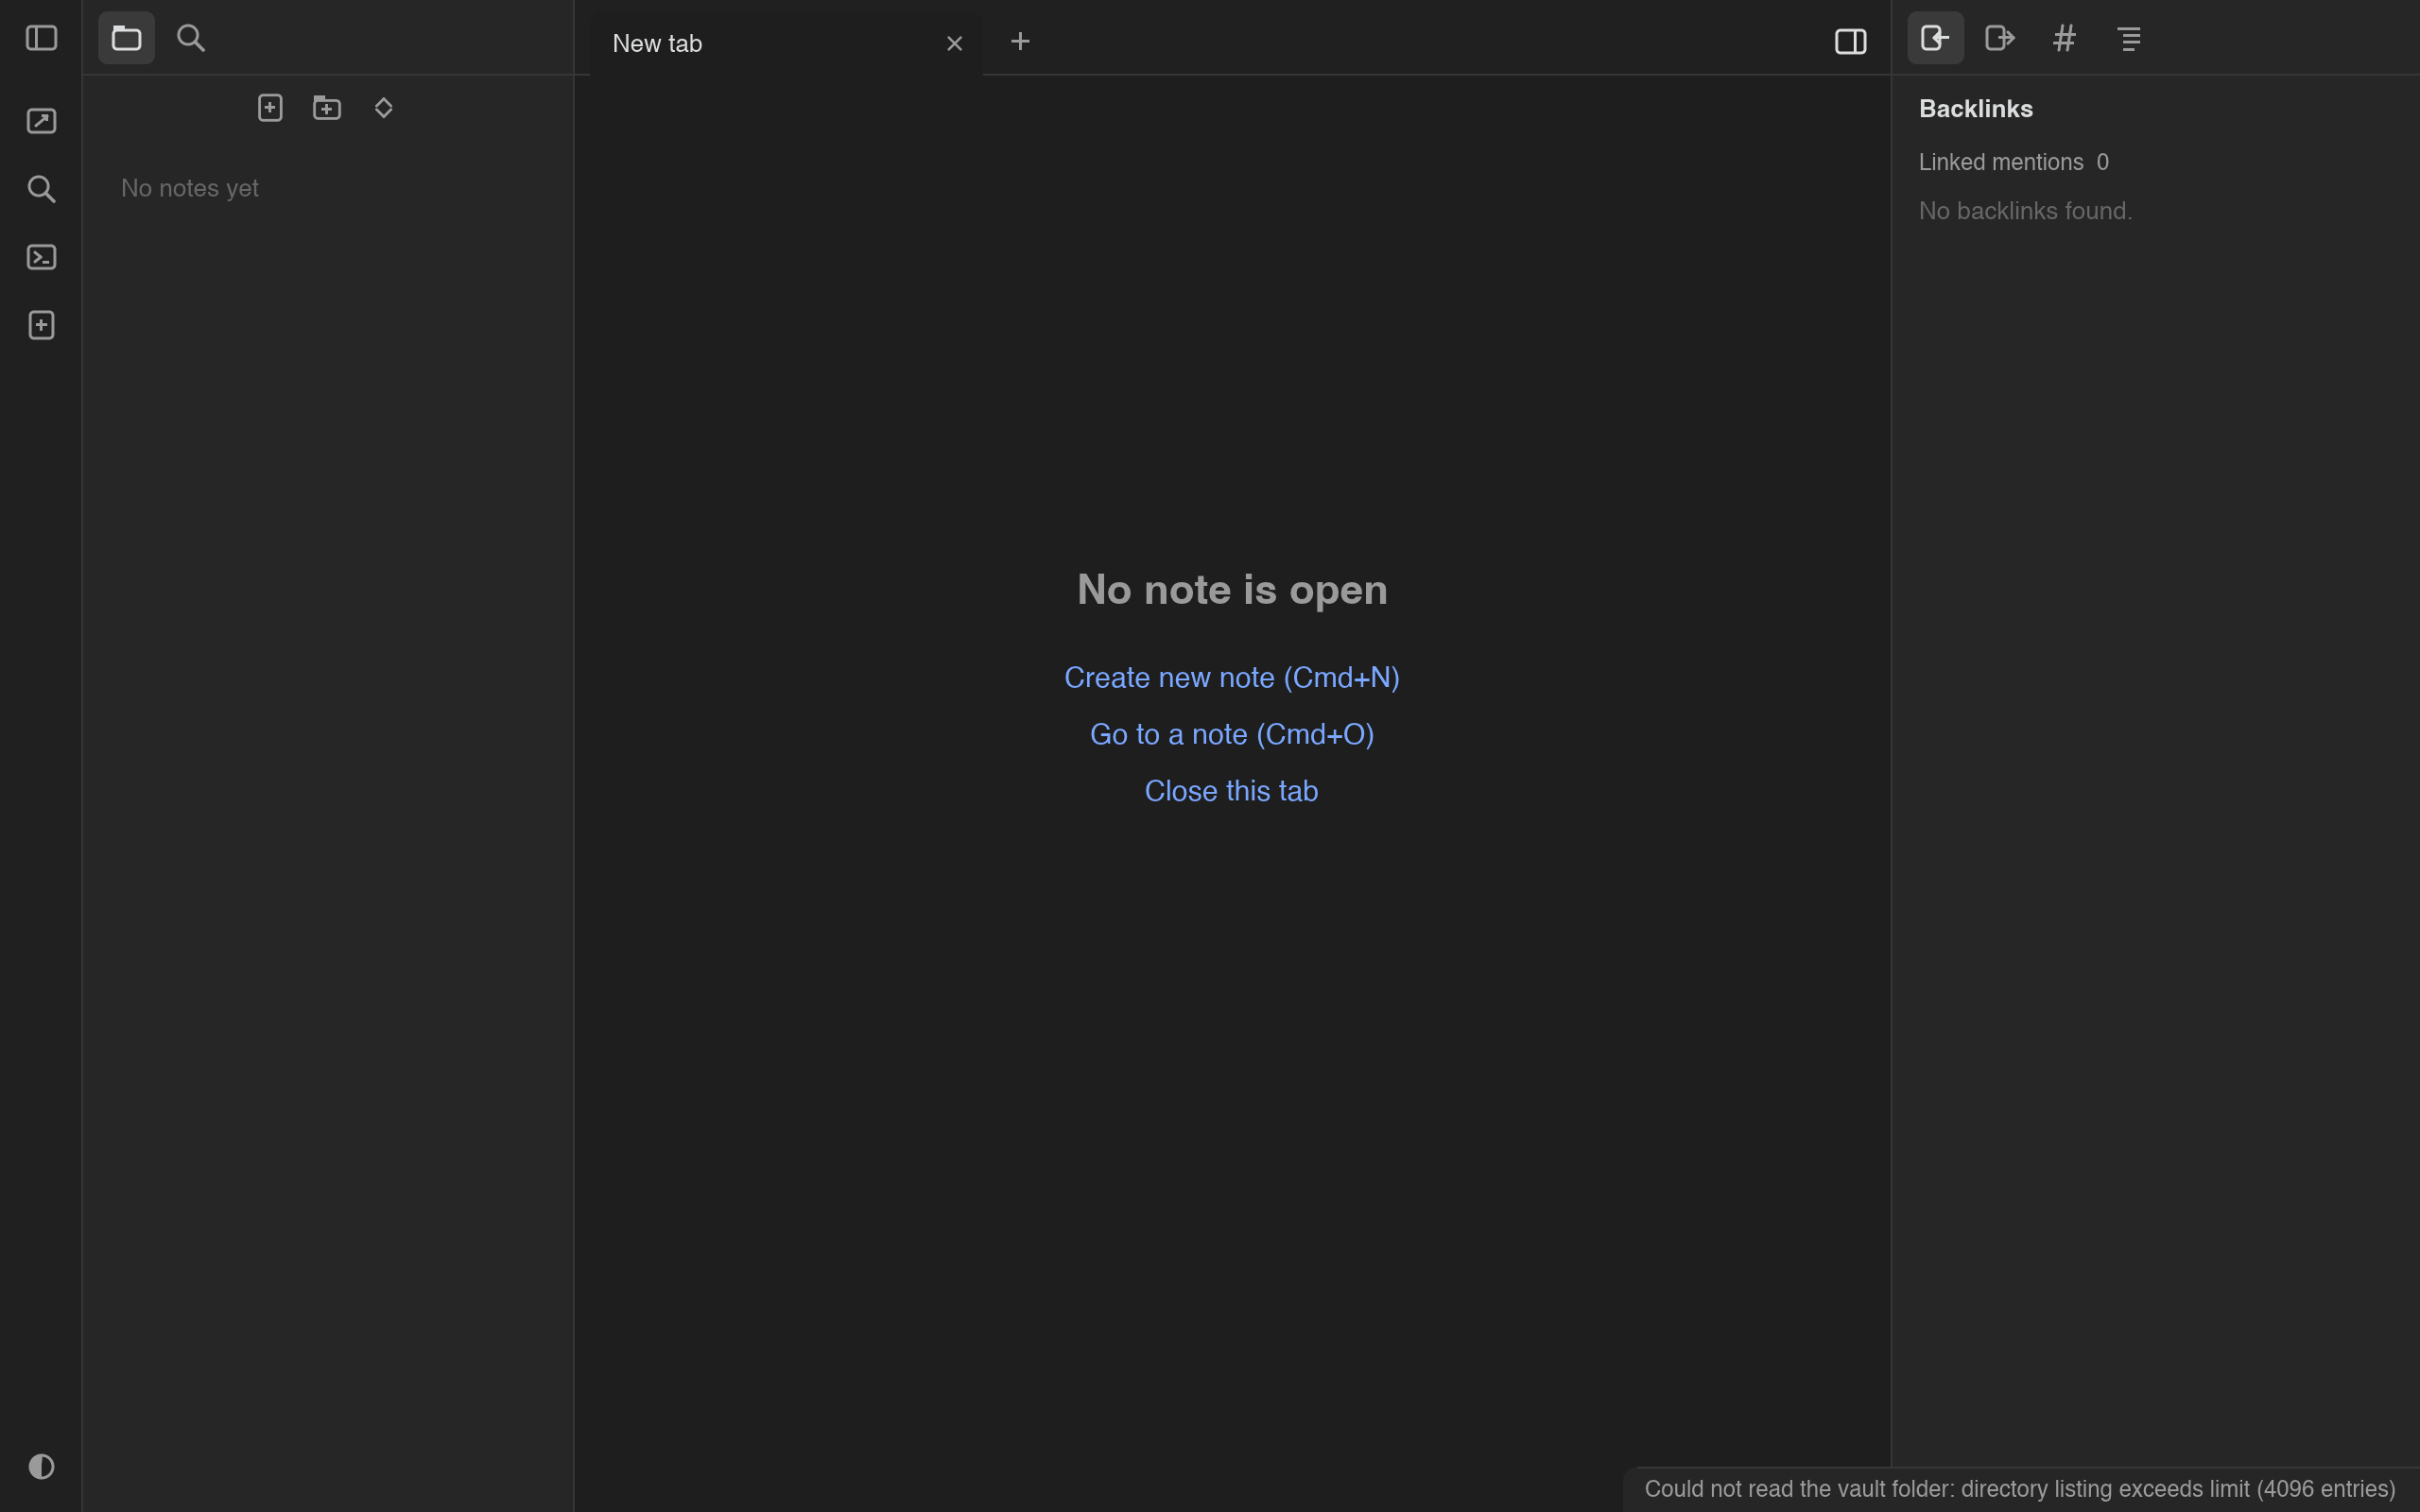 New tab
No notes yet
No note is open
Create new note (Cmd+N)
Go to a note (Cmd+O)
Close this tab
Backlinks
Linked mentions 0
No backlinks found.
Could not read the vault folder: directory listing exceeds limit (4096 entries)